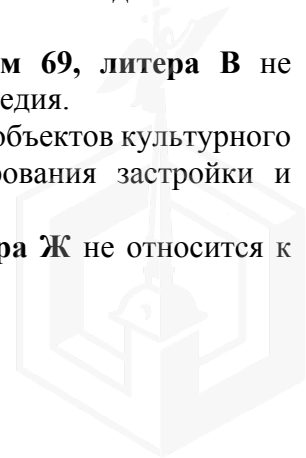 м 69, литера В не
едия.
объектов культурного
рования застройки и
ра Ж не относится к